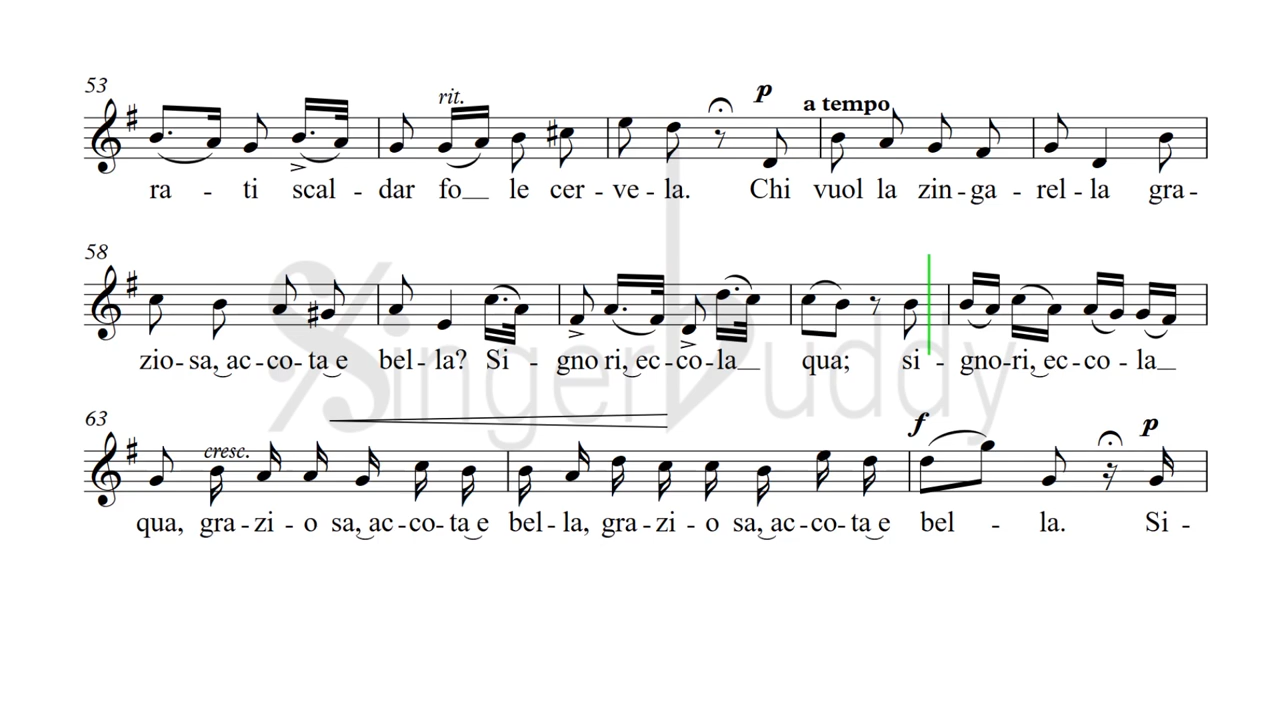 53
rit.
p
a tempo
ra - ti scal - dar fo__ le cer - ve - la. Chi vuol la zin - ga - rel - la gra -
58
zio - sa, ac - co - ta e bel - la? Si - gno ri, ec - co - la__ qua; si - gno - ri, ec - co - la__
63
cresc.
f
p
qua, gra - zi - o sa, ac - co - ta e bel - la, gra - zi - o sa, ac - co - ta e bel - la. Si -
Singer Buddy